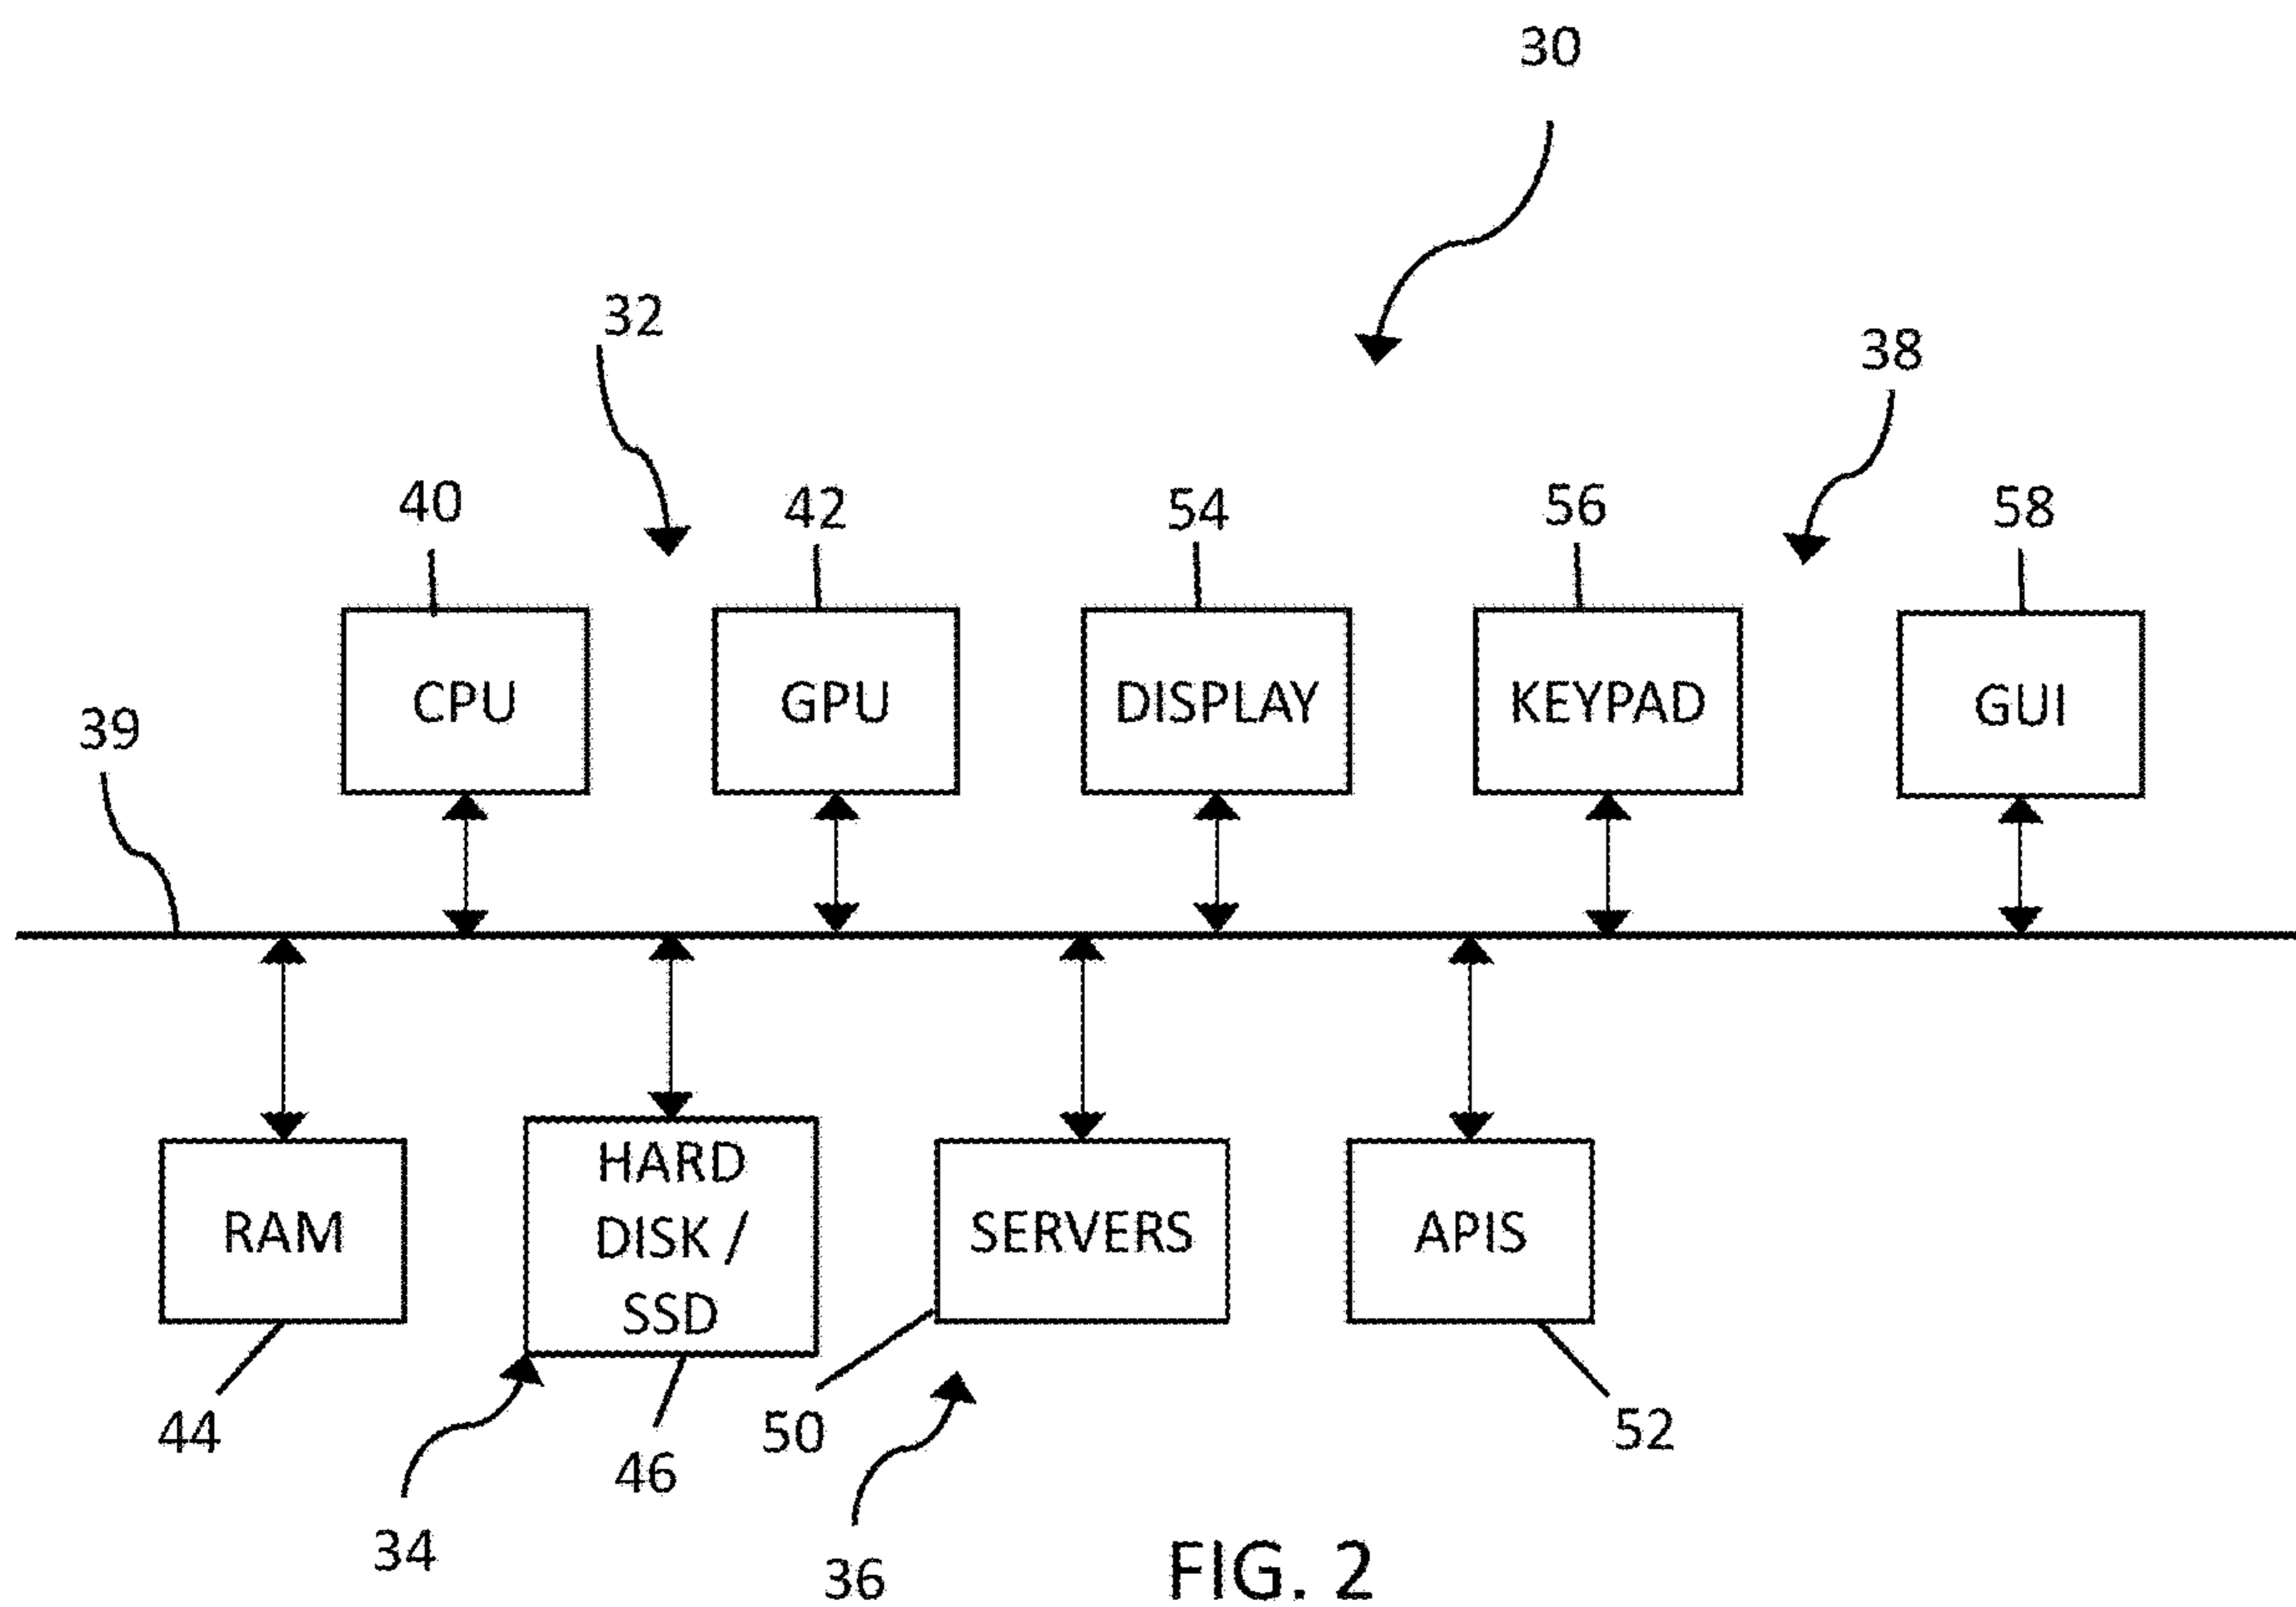 30
32
38
40
42
54
56
58
CPU
GPU
DISPLAY
KEYPAD
GUI
39
RAM
HARD
DISK /
SSD
SERVERS
APIS
44
46
50
52
34
36
FIG. 2